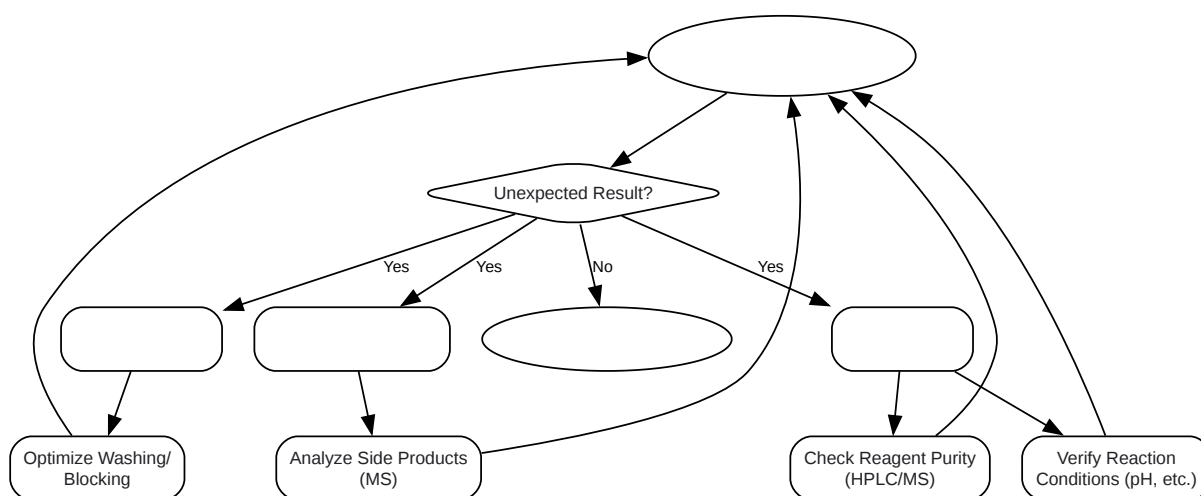 Unexpected Result?
Yes
Yes
No
Yes
Optimize Washing/
Blocking
Analyze Side Products
(MS)
Check Reagent Purity
(HPLC/MS)
Verify Reaction
Conditions (pH, etc.)